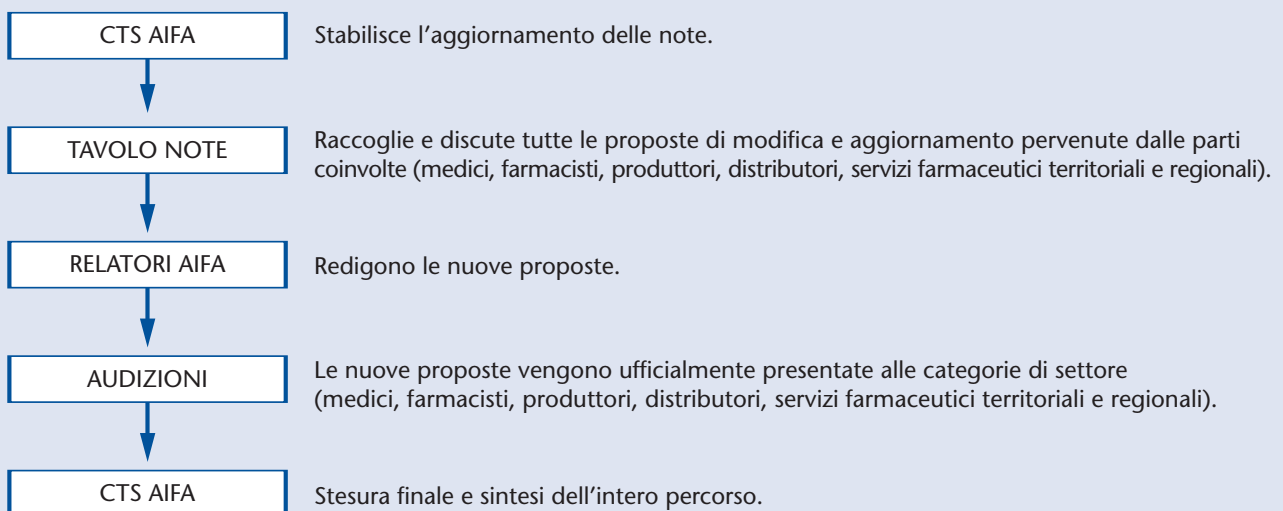 CTS AIFA
Stabilisce l’aggiornamento delle note.
TAVOLO NOTE
Raccoglie e discute tutte le proposte di modifica e aggiornamento pervenute dalle parti
coinvolte (medici, farmacisti, produttori, distributori, servizi farmaceutici territoriali e regionali).
RELATORI AIFA
Redigono le nuove proposte.
AUDIZIONI
Le nuove proposte vengono ufficialmente presentate alle categorie di settore
(medici, farmacisti, produttori, distributori, servizi farmaceutici territoriali e regionali).
CTS AIFA
Stesura finale e sintesi dell’intero percorso.